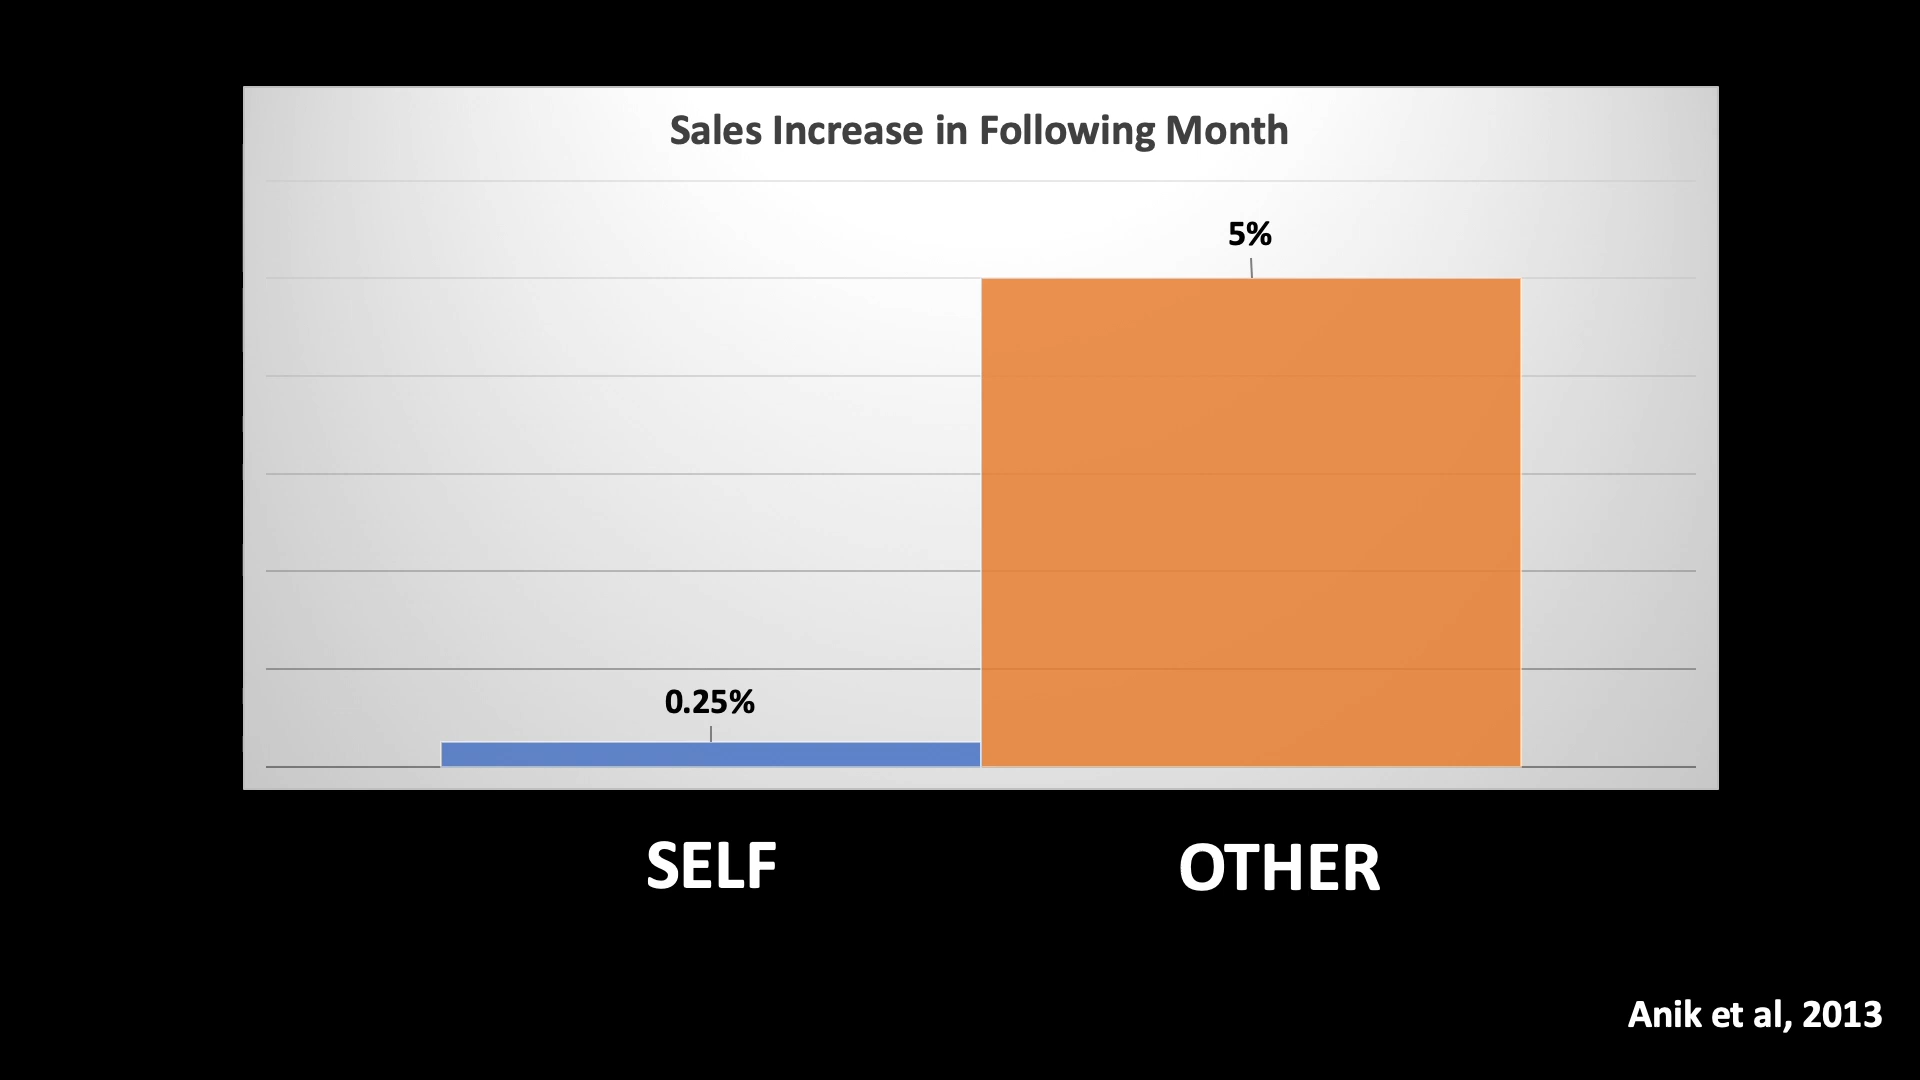 Sales Increase in Following Month
5%
0.25%
SELF
OTHER
Anik et al, 2013